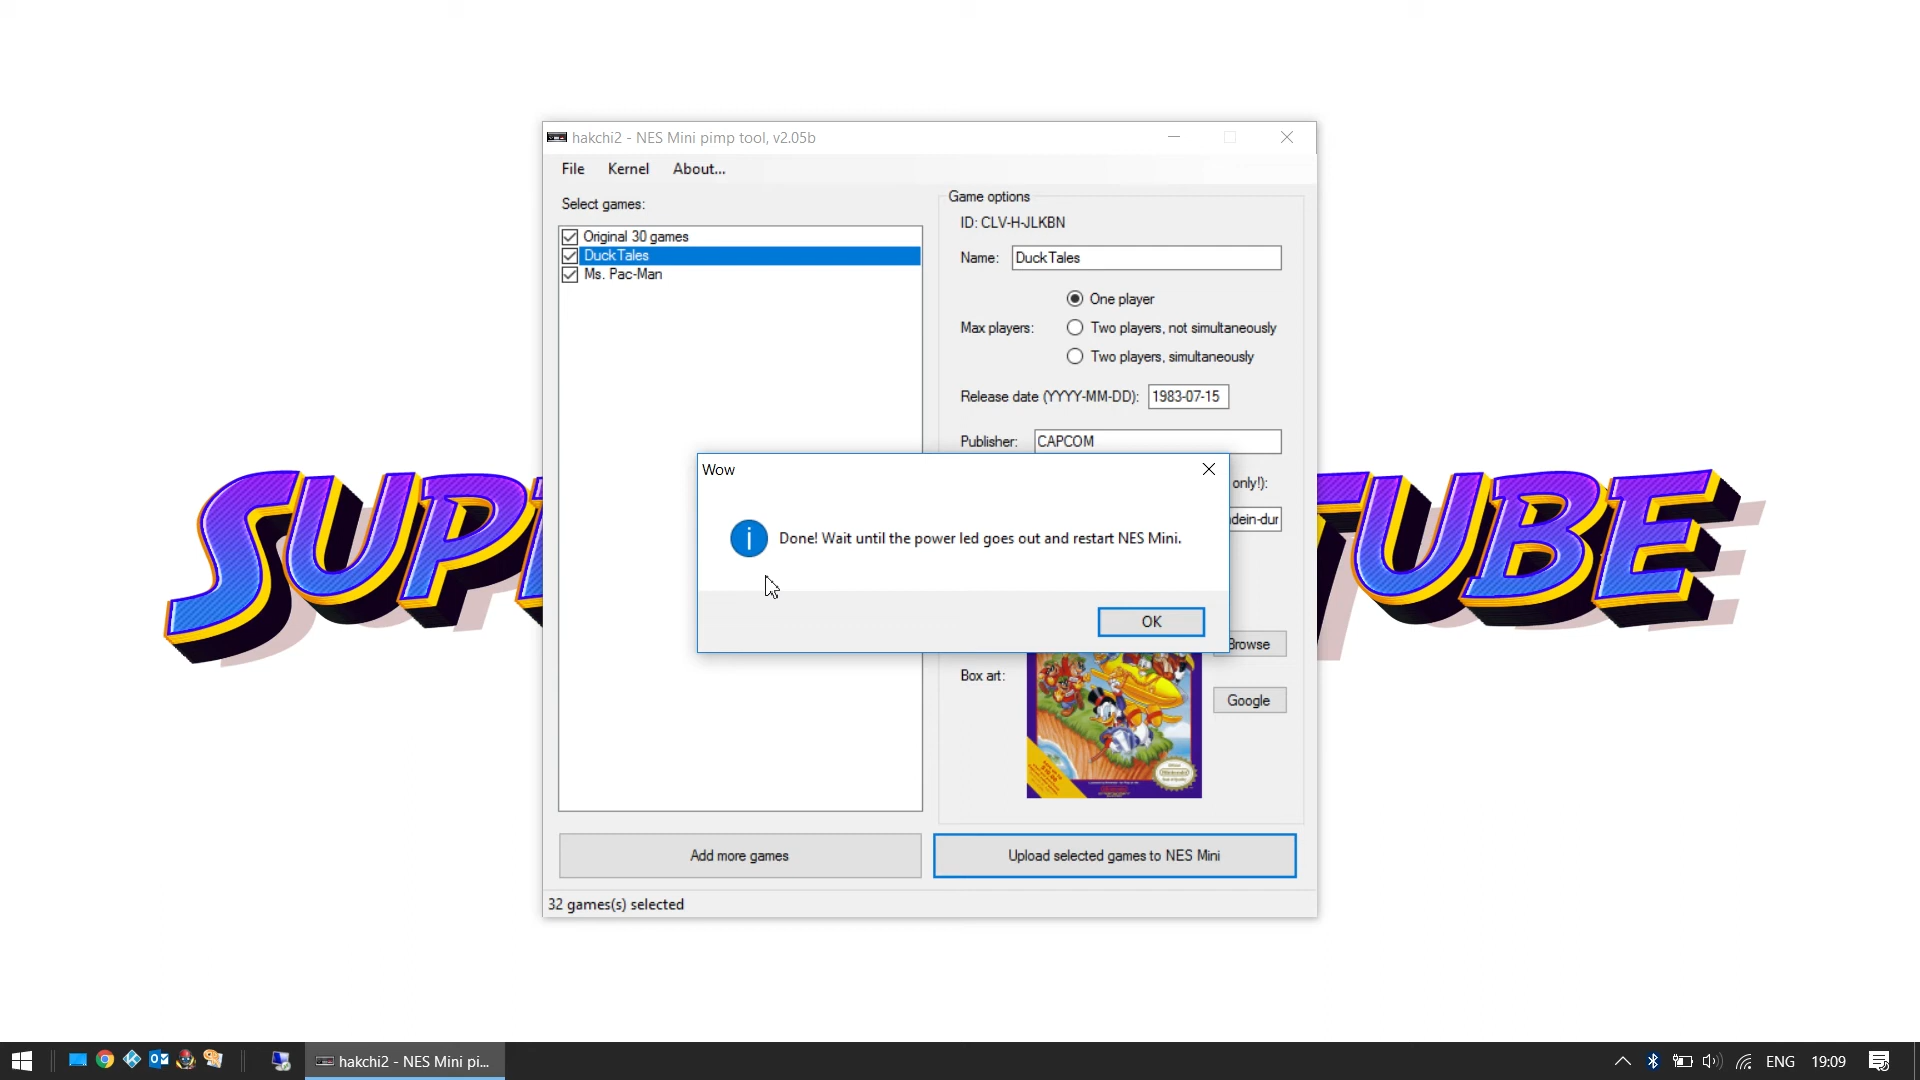 hakchi2 - NES Mini pimp tool, v2.05b
File Kernel About...
Select games:
Original 30 games
DuckTales
Ms. Pac-Man
Game options
ID: CLV-H-JLKBN
Name: DuckTales
One player
Max players: Two players, not simultaneously
Two players, simultaneously
Release date (YYYY-MM-DD): 1983-07-15
Publisher: CAPCOM
only!):
Wow
Done! Wait until the power led goes out and restart NES Mini.
OK
SUP
TUBE
Browse
Box art:
Google
Add more games
Upload selected games to NES Mini
32 games(s) selected
hakchi2 - NES Mini pi...
ENG
19:09